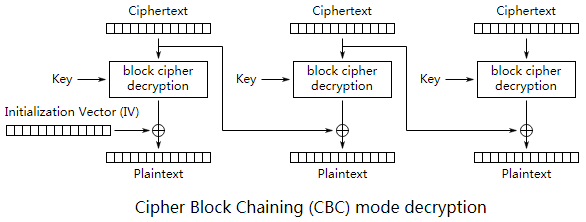 Ciphertext
Ciphertext
Ciphertext
Key
block cipher
decryption
Key
block cipher
decryption
Key
block cipher
decryption
Initialization Vector (IV)
Plaintext
Plaintext
Plaintext
Cipher Block Chaining (CBC) mode decryption